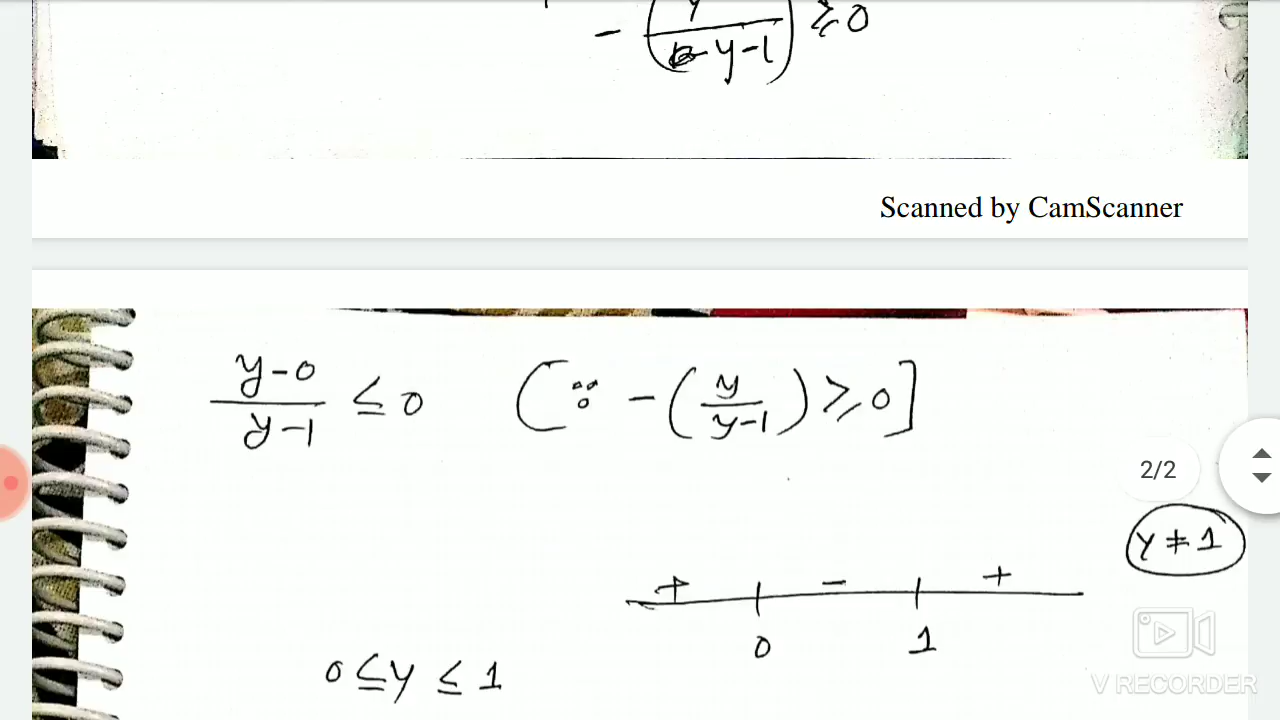 - (y / y-1) ≥ 0
Scanned by CamScanner
y-0 / y-1 ≤ 0 (∵ -(y / y-1) ≥ 0]
2/2
y ≠ 1
+ - +
0 1
0 ≤ y ≤ 1
V RECORDER